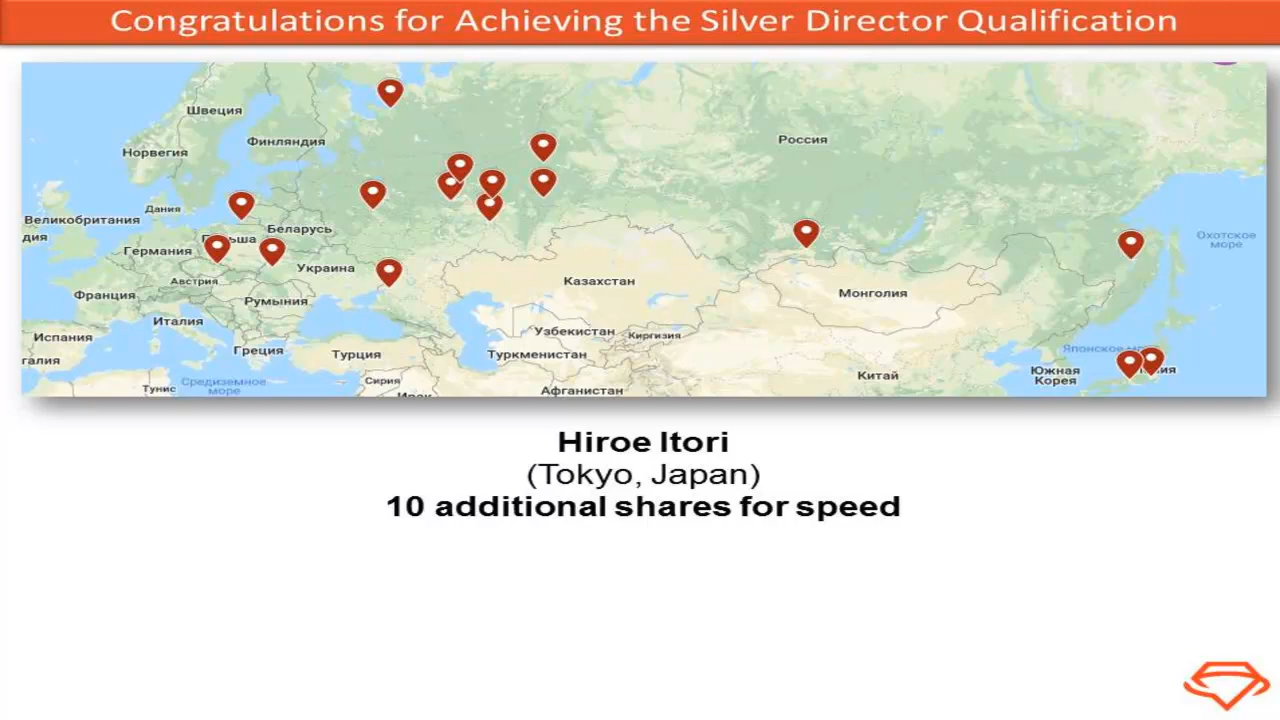 Congratulations for Achieving the Silver Director Qualification
Швеция
Финляндия
Норвегия
Россия
Дания
Великобритания
дия
Беларусь
Германия
Украина
Австрия
Франция
Румыния
Италия
Испания
галия
Греция
Турция
Тунис
Средиземное
море
Сирия
Казахстан
Узбекистан
Киргизия
Туркменистан
Афганистан
Монголия
Китай
Южная
Корея
Охотское
море
Hiroe Itori
(Tokyo, Japan)
10 additional shares for speed